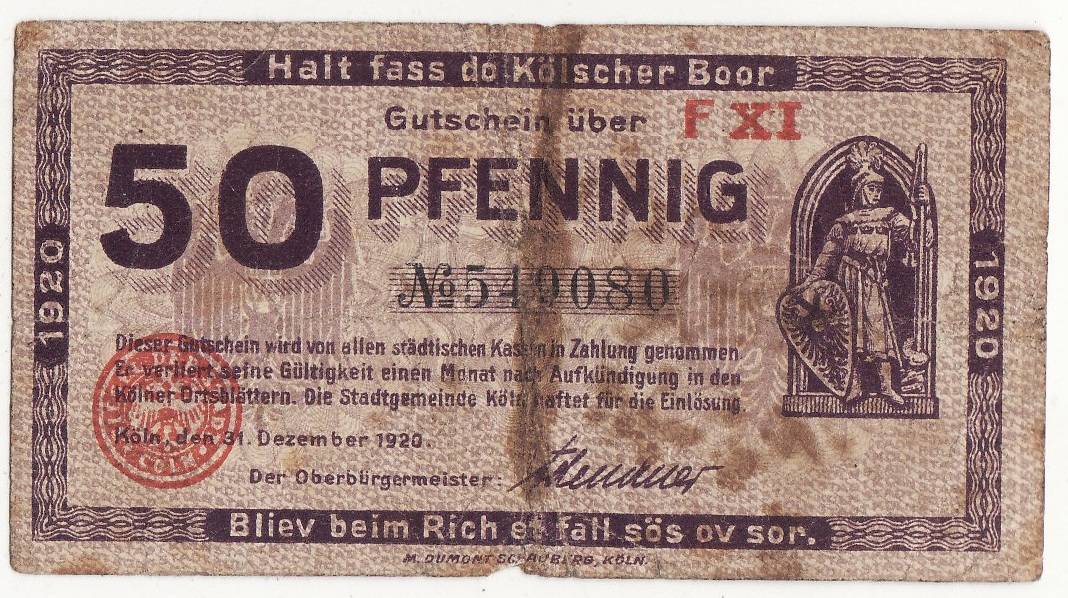 Halt fass do Kölscher Boor
Gutschein über
F XI
50 PFENNIG
№ 549080
1920
1920
Dieser Gutschein wird von allen städtischen Kassen in Zahlung genommen.
Er verliert seine Gültigkeit einen Monat nach Aufkündigung in den
Kölner Ortsblättern. Die Stadtgemeinde Köln haftet für die Einlösung.
Köln, den 31. Dezember 1920.
Der Oberbürgermeister:
Bliev beim Rich et fall sös ov sor.
M. DUMONT SCHAUBERG, KÖLN.